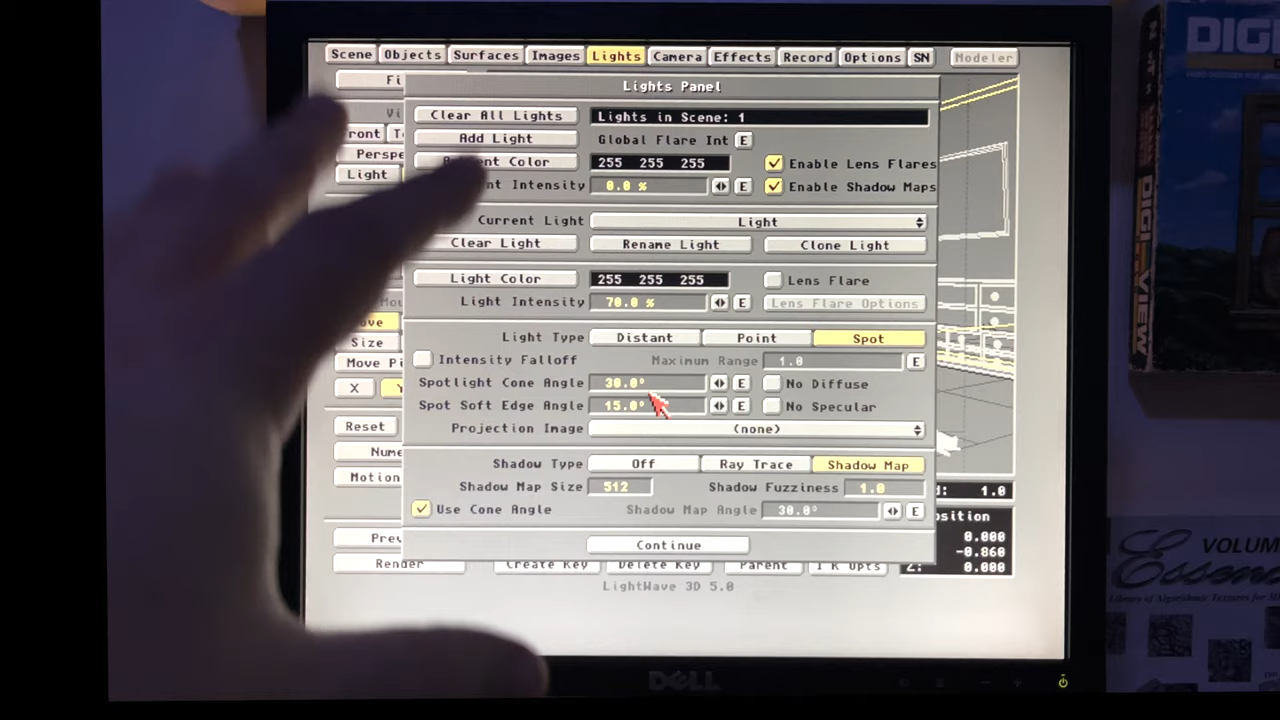 Scene Objects Surfaces Images Lights Camera Effects Record Options SN Modeler
Lights Panel
Clear All Lights Lights in Scene: 1
Add Light Global Flare Int E
Color 255 255 255 Enable Lens Flares
Intensity 0.0 % E Enable Shadow Maps
Light
Current Light Light
Clear Light Rename Light Clone Light
Light Color 255 255 255 Lens Flare
Light Intensity 70.0 % E Lens Flare Options
Light Type Distant Point Spot
Size
Intensity Falloff Maximum Range 1.0 E
Spotlight Cone Angle 30.0° E No Diffuse
X Y
Spot Soft Edge Angle 15.0° E No Specular
Reset
Projection Image (none)
Shadow Type Off Ray Trace Shadow Map
Motion
Shadow Map Size 512 Shadow Fuzziness 1.0
: 1.0
Use Cone Angle Shadow Map Angle 30.0° E
Continue
0.000
-0.860
Z: 0.000
Render Create Key Delete Key Parent
LightWave 3D 5.0
DELL
DIGI-VIEW
VOLUM
Essen
Library of Algorithmic Textures for